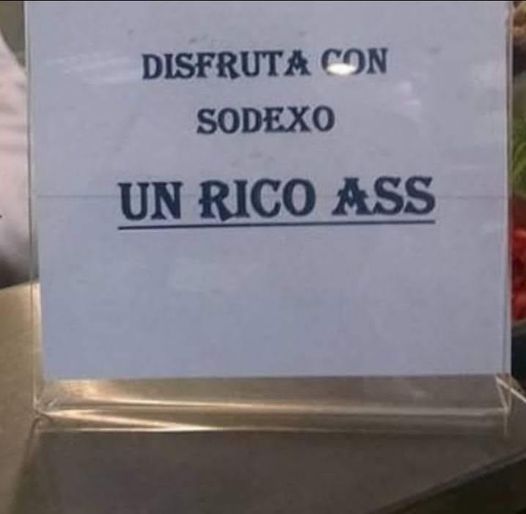 DISFRUTA CON
SODEXO
UN RICO ASS